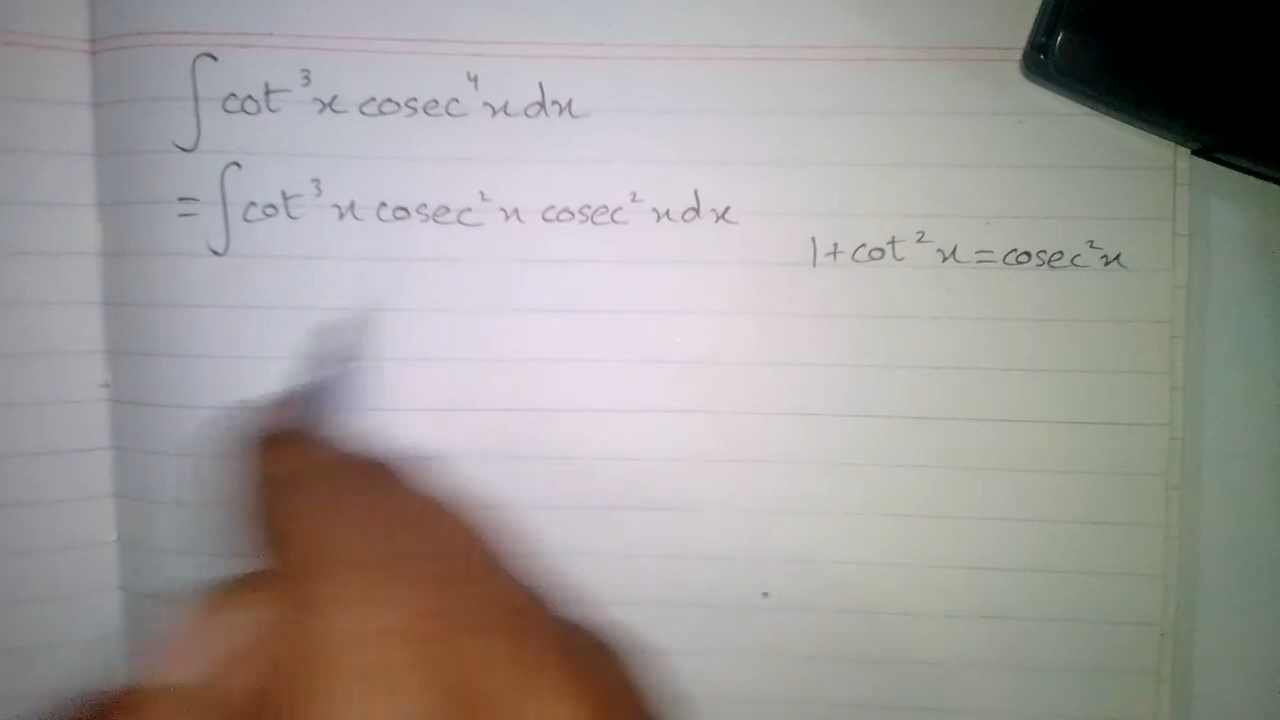 ∫cot³x cosec⁴x dx
=∫cot³x cosec²x cosec²x dx
1+cot²x=cosec²x